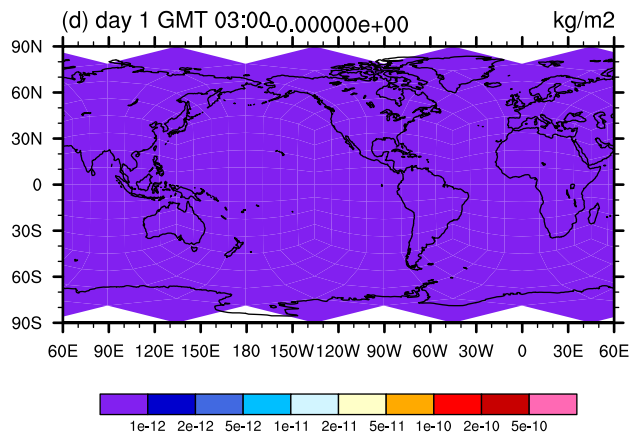 (d) day 1 GMT 03:00 -0.00000e+00 kg/m2
90N
60N
30N
0
30S
60S
90S
60E 90E 120E 150E 180 150W 120W 90W 60W 30W 0 30E 60E
1e-12 2e-12 5e-12 1e-11 2e-11 5e-11 1e-10 2e-10 5e-10